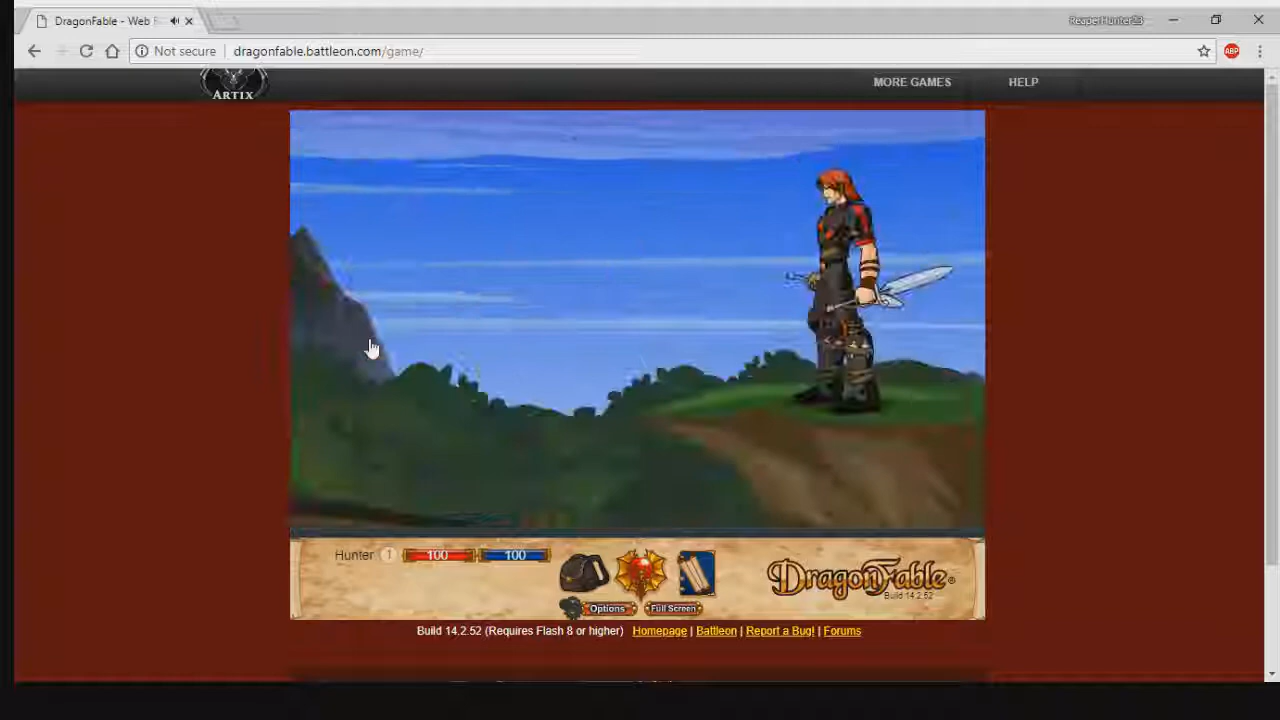 DragonFable - Web
ReaperHunter23
Not secure | dragonfable.battleon.com/game/
ABP
ARTIX
MORE GAMES HELP
Hunter 1 100 100
DragonFable®
Build 14.2.52
Options Full Screen
Build 14.2.52 (Requires Flash 8 or higher) Homepage | Battleon | Report a Bug! | Forums